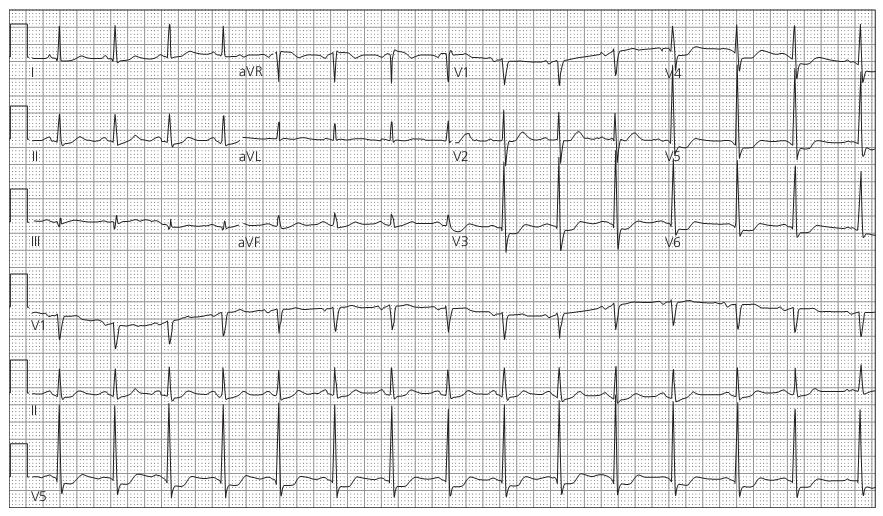 I aVR V1 V4
II aVL V2 V5
III aVF V3 V6
V1
II
V5